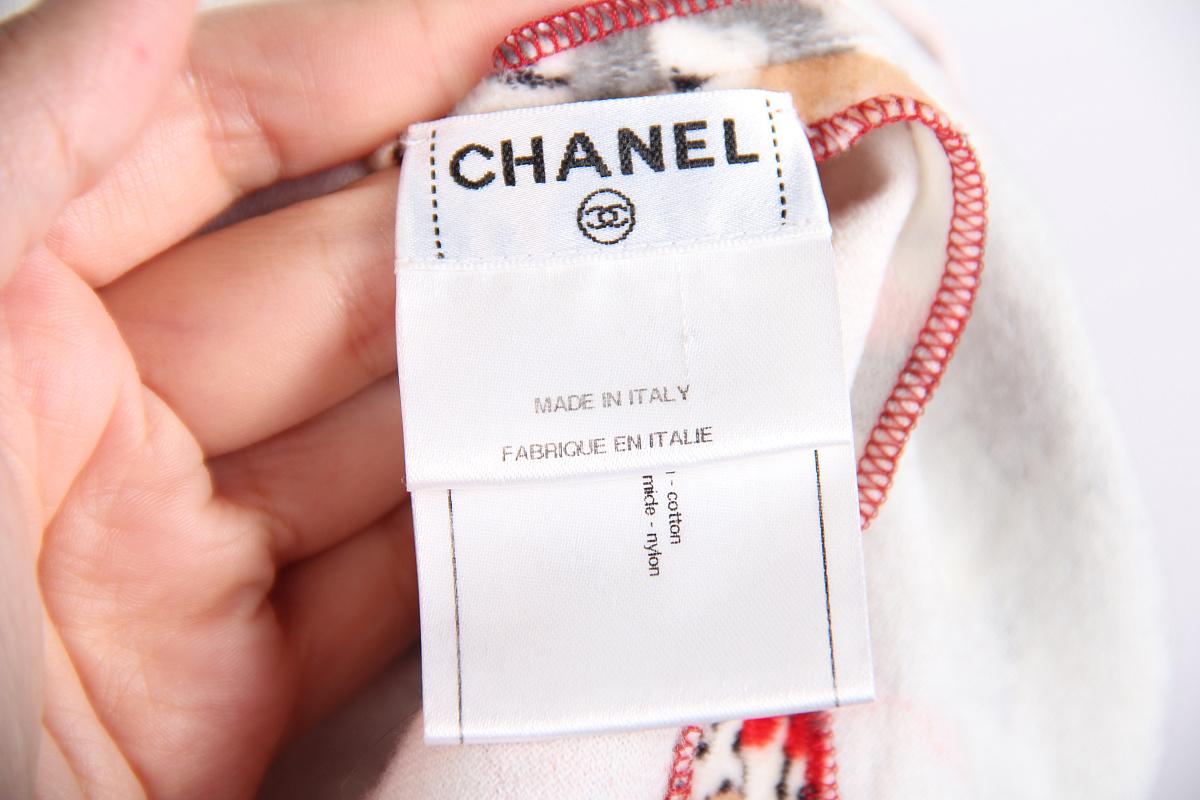 CHANEL
MADE IN ITALY
FABRIQUE EN ITALIE
- cotton
mide - nylon